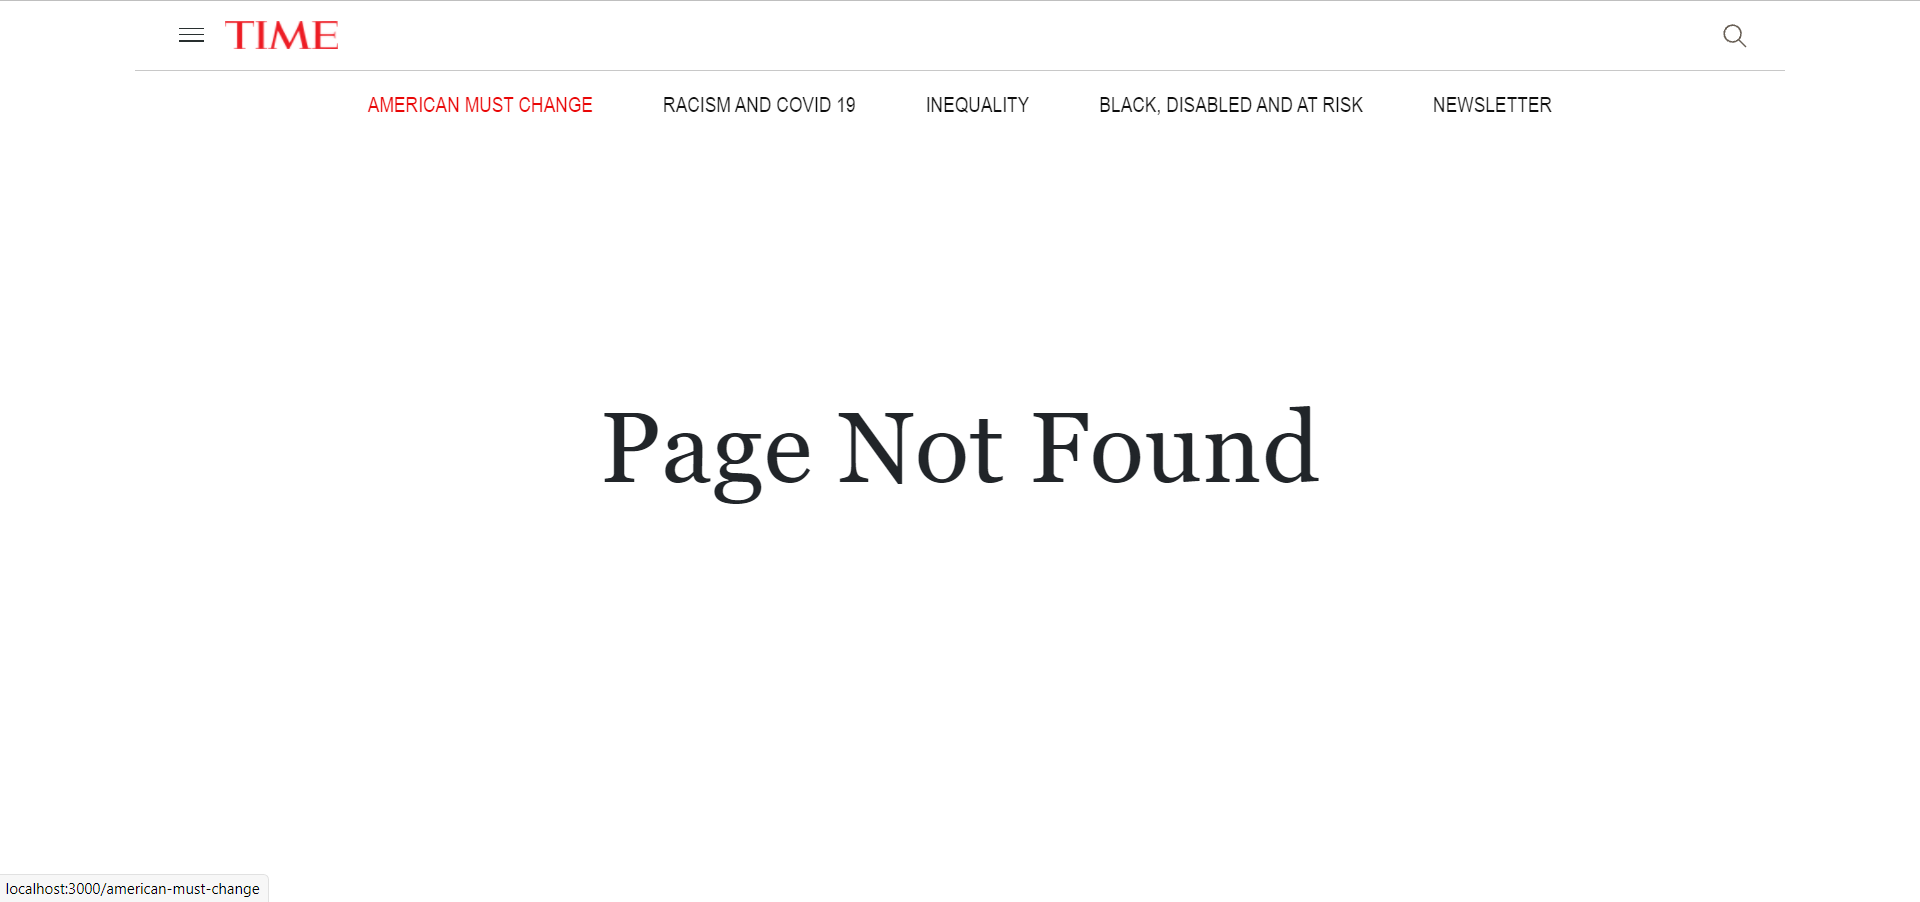 TIME
AMERICAN MUST CHANGE RACISM AND COVID 19 INEQUALITY BLACK, DISABLED AND AT RISK NEWSLETTER
Page Not Found
localhost:3000/american-must-change